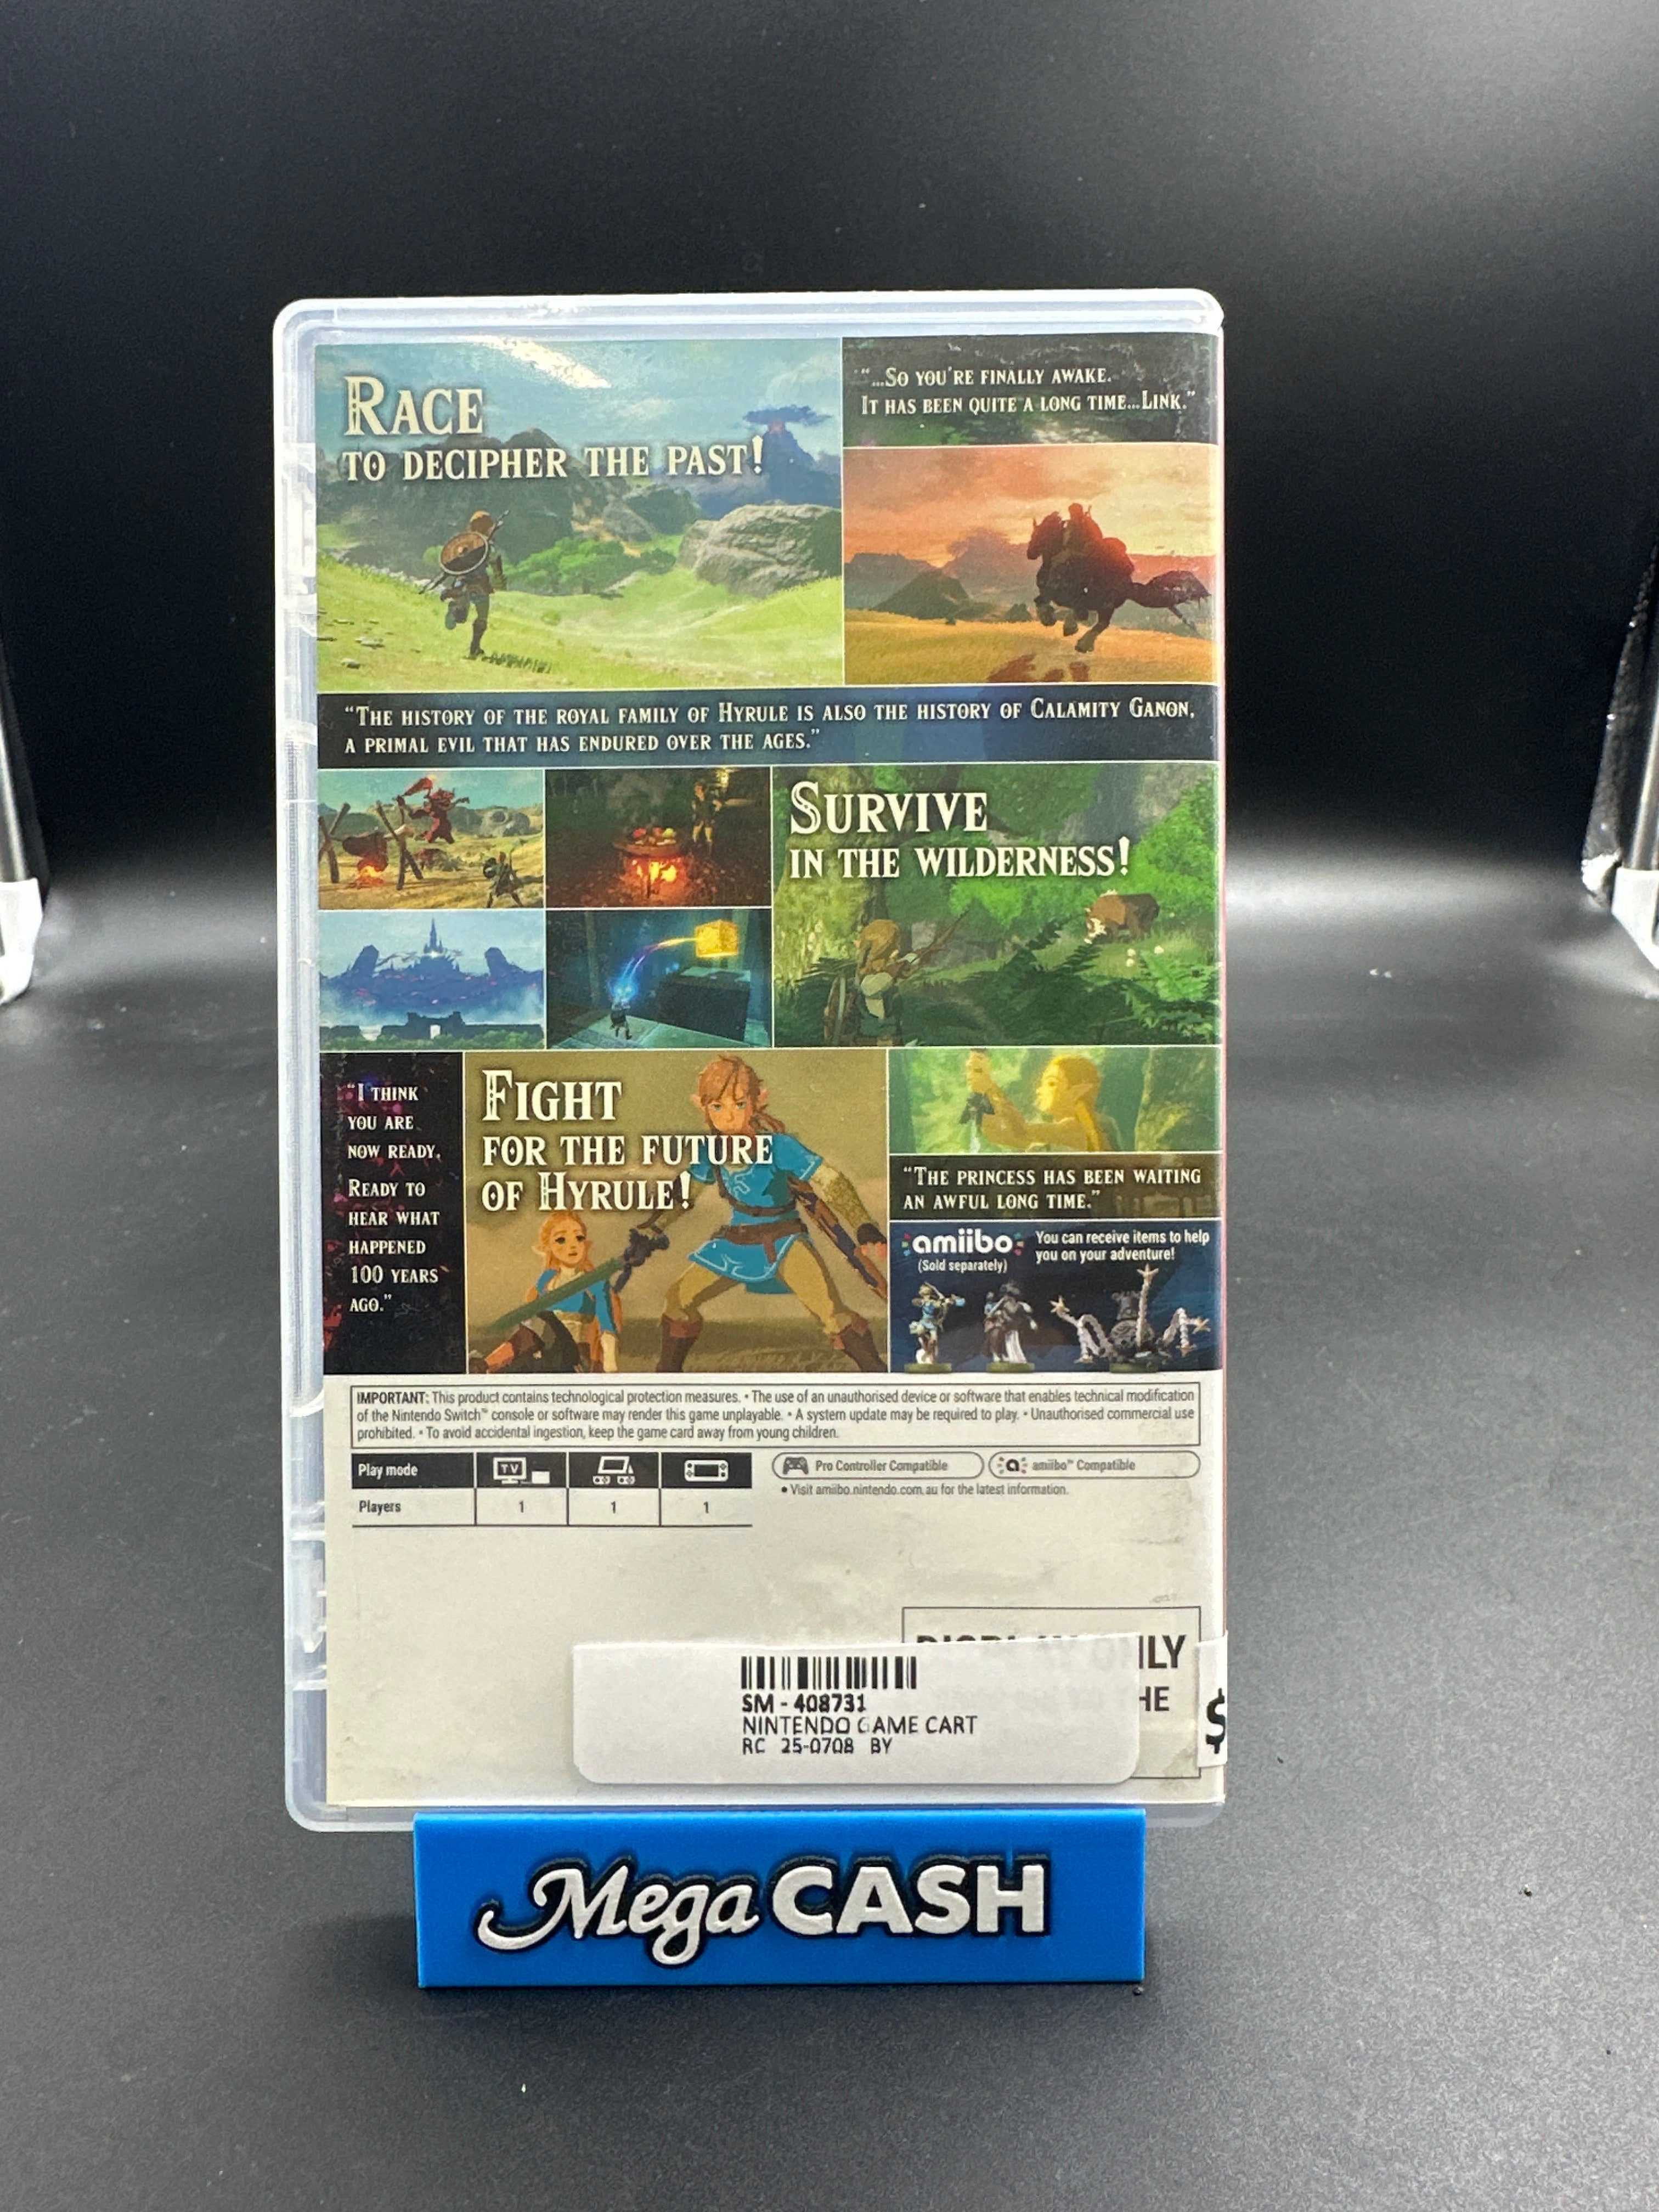 RACE
TO DECIPHER THE PAST!
"...SO YOU'RE FINALLY AWAKE.
IT HAS BEEN QUITE A LONG TIME...LINK."
"THE HISTORY OF THE ROYAL FAMILY OF HYRULE IS ALSO THE HISTORY OF CALAMITY GANON,
A PRIMAL EVIL THAT HAS ENDURED OVER THE AGES."
SURVIVE
IN THE WILDERNESS!
"I THINK
YOU ARE
NOW READY.
READY TO
HEAR WHAT
HAPPENED
100 YEARS
AGO."
FIGHT
FOR THE FUTURE
OF HYRULE!
"THE PRINCESS HAS BEEN WAITING
AN AWFUL LONG TIME."
amiibo
(Sold separately)
You can receive items to help
you on your adventure!
IMPORTANT: This product contains technological protection measures. • The use of an unauthorised device or software that enables technical modification
of the Nintendo Switch™ console or software may render this game unplayable. • A system update may be required to play. • Unauthorised commercial use
prohibited. • To avoid accidental ingestion, keep the game card away from young children.
Play mode TV
Players 1 1 1
Pro Controller Compatible
amiibo™ Compatible
• Visit amiibo.nintendo.com.au for the latest information.
DISPLAY ONLY
HE
$
SM - 408731
NINTENDO GAME CART
RC 25-0708 BY
Mega CASH